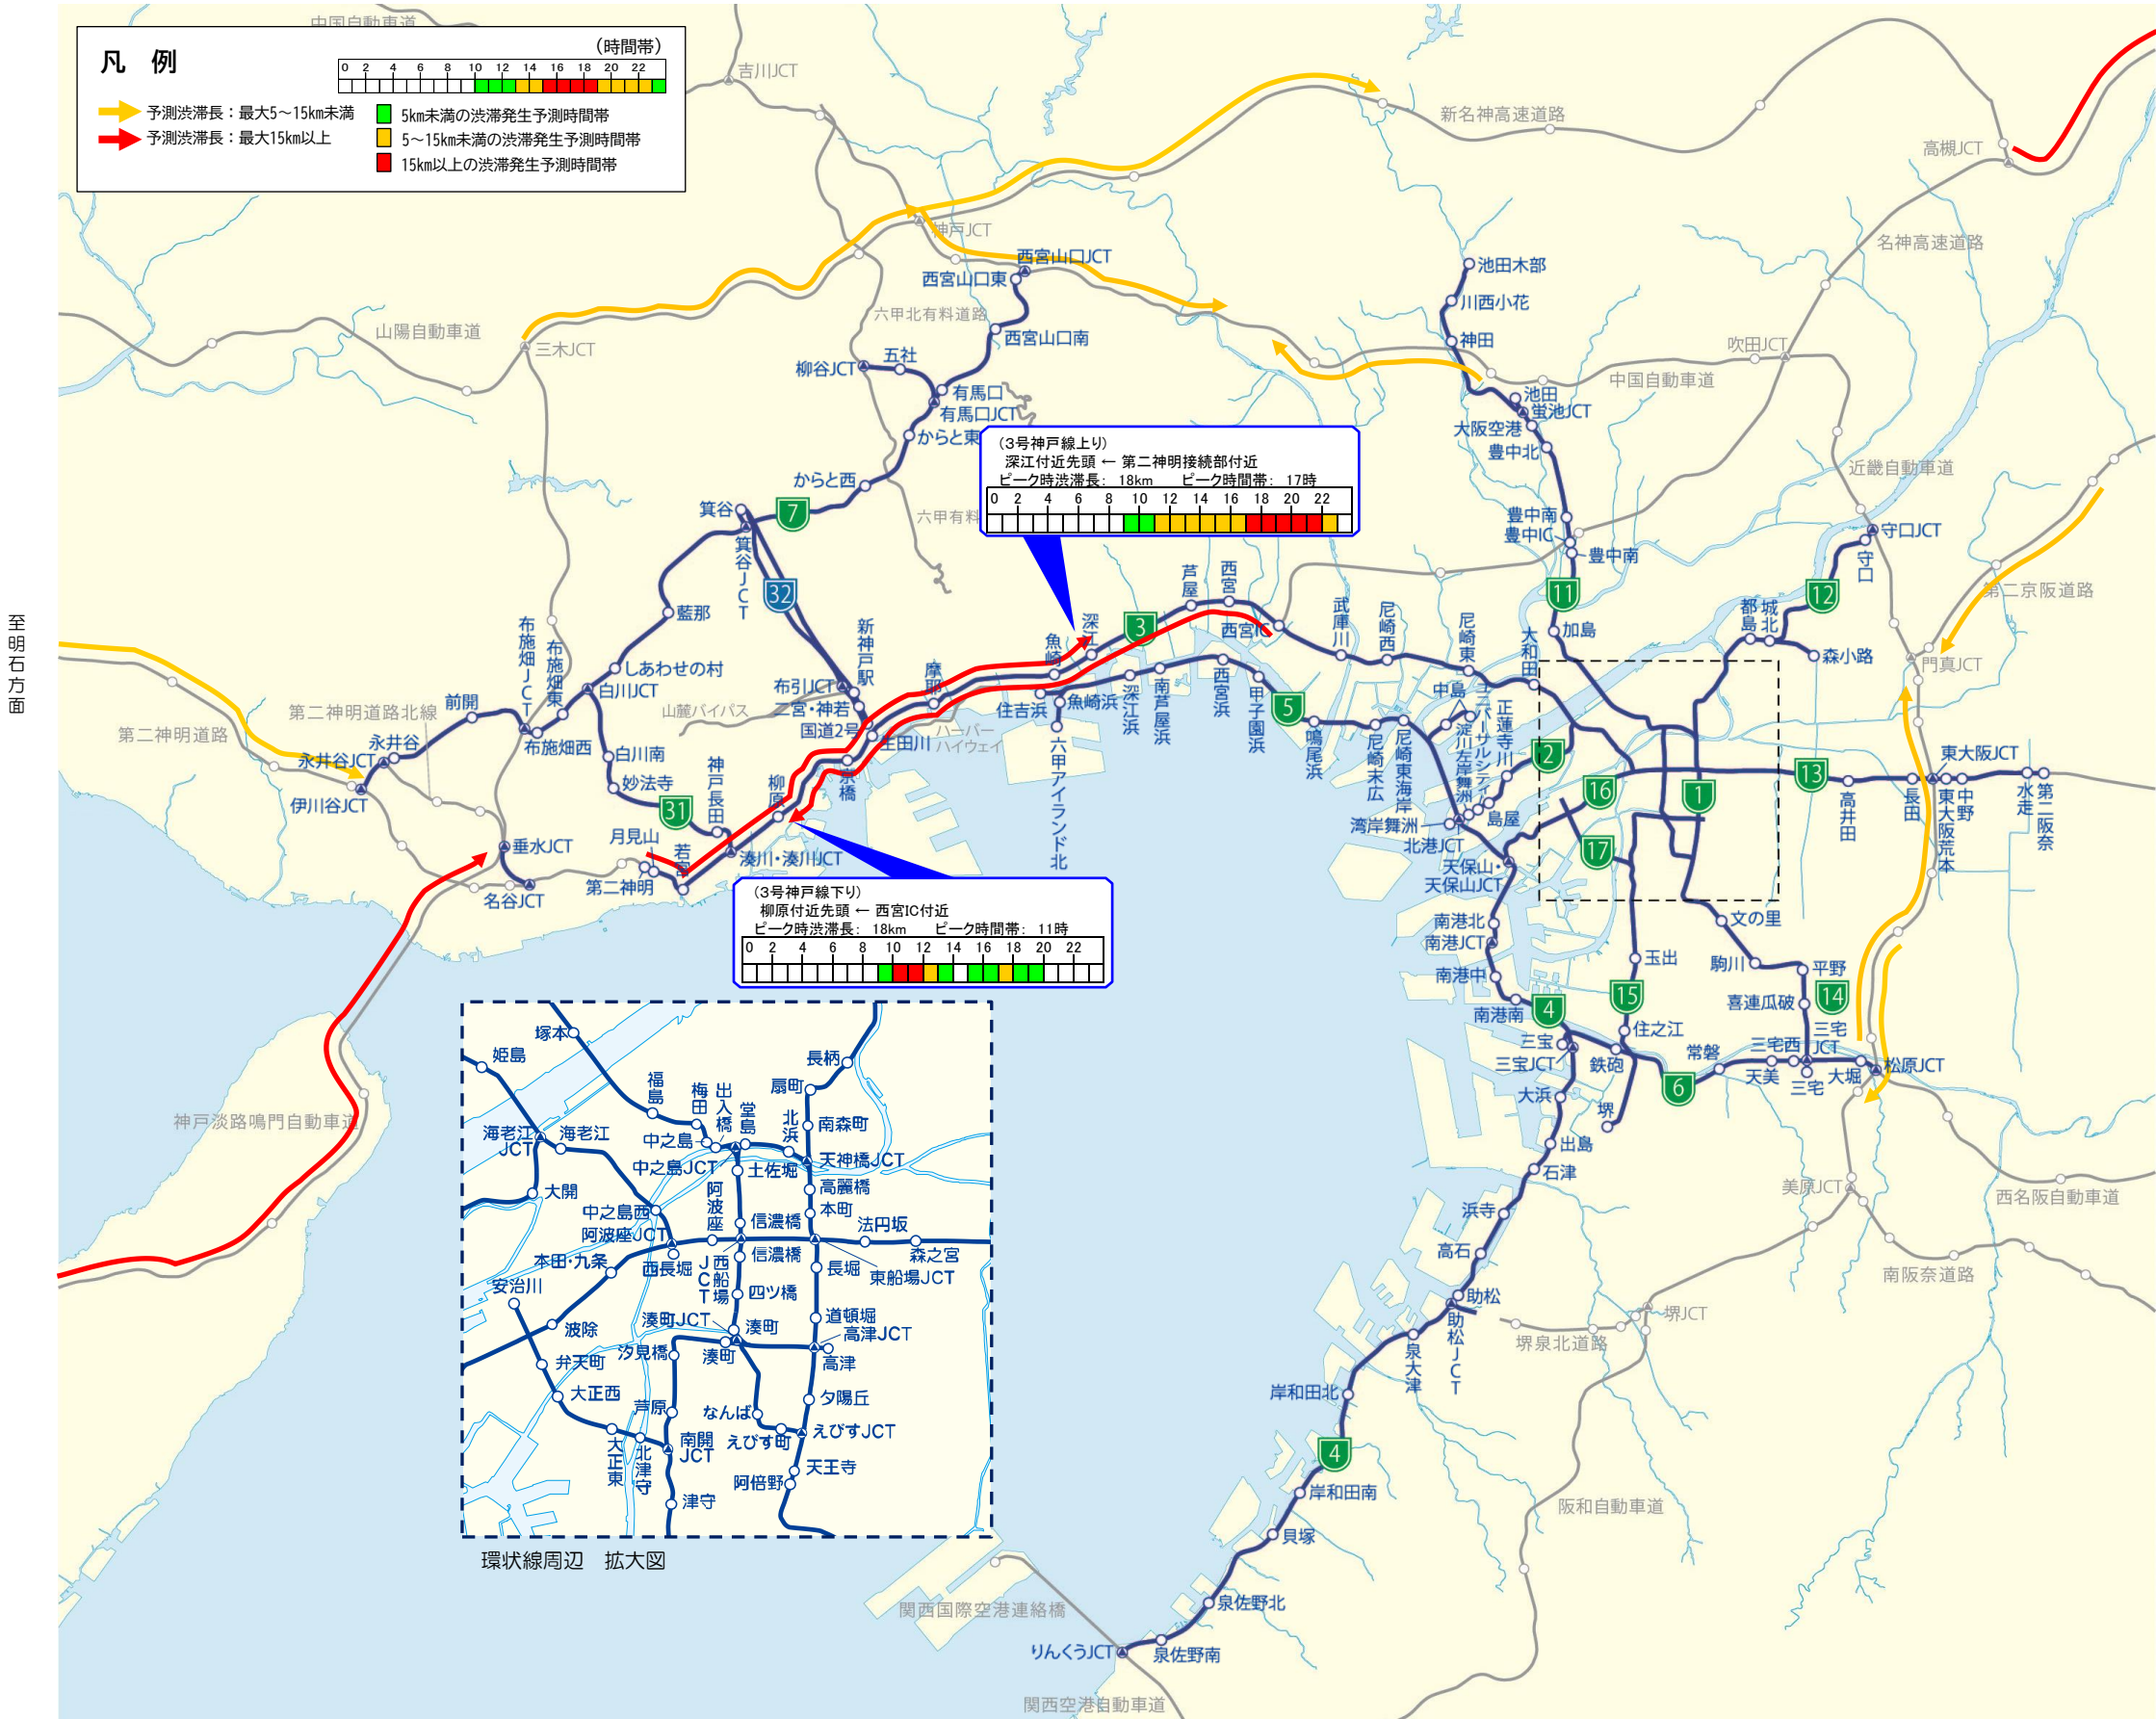 中国自動車道
凡 例
（時間帯）
0 2 4 6 8 10 12 14 16 18 20 22
予測渋滞長：最大5～15km未満
予測渋滞長：最大15km以上
5km未満の渋滞発生予測時間帯
5～15km未満の渋滞発生予測時間帯
15km以上の渋滞発生予測時間帯
吉川JCT
新名神高速道路
高槻JCT
名神高速道路
神戸JCT
西宮山口JCT
西宮山口東
六甲北有料道路
西宮山口南
山陽自動車道
三木JCT
柳谷JCT
五社
有馬口
有馬口JCT
からと東
からと西
六甲有料
池田木部
川西小花
神田
吹田JCT
中国自動車道
池田
蛍池JCT
大阪空港
豊中北
近畿自動車道
豊中南
豊中IC
豊中南
守口JCT
守口
第二京阪道路
門真JCT
（3号神戸線上り）
深江付近先頭 ← 第二神明接続部付近
ピーク時渋滞長： 18km ピーク時間帯： 17時
0 2 4 6 8 10 12 14 16 18 20 22
箕谷
7
箕谷JCT
32
藍那
しあわせの村
白川JCT
布施畑JCT
布施畑東
布施畑西
前開
永井谷
永井谷JCT
伊川谷JCT
第二神明道路北線
第二神明道路
至明石方面
白川南
妙法寺
31
神戸長田
月見山
若宮
第二神明
湊川・湊川JCT
柳原
京橋
生田川
国道2号
二宮・神若
布引JCT
新神戸駅
山麓バイパス
ハーバー
ハイウェイ
摩耶
魚崎
深江
3
芦屋
西宮
西宮IC
武庫川
尼崎西
尼崎東
大和田
加島
11
12
都島
城北
森小路
住吉浜
魚崎浜
六甲アイランド北
深江浜
南芦屋浜
西宮浜
甲子園浜
5
鳴尾浜
尼崎末広
尼崎東海岸
中島
淀川左岸舞洲
ユニバーサルシティ
正蓮寺川
2
島屋
湾岸舞洲
北港JCT
天保山・
天保山JCT
16
17
1
13
高井田
長田
東大阪JCT
東大阪荒本
中野
水走
第二阪奈
垂水JCT
名谷JCT
神戸淡路鳴門自動車道
（3号神戸線下り）
柳原付近先頭 ← 西宮IC付近
ピーク時渋滞長： 18km ピーク時間帯： 11時
0 2 4 6 8 10 12 14 16 18 20 22
南港北
南港JCT
南港中
南港南
4
三宝
三宝JCT
大浜
玉出
15
住之江
鉄砲
堺
出島
石津
浜寺
高石
助松
助松JCT
泉大津
岸和田北
4
岸和田南
貝塚
泉佐野北
泉佐野南
りんくうJCT
関西国際空港連絡橋
関西空港自動車道
文の里
駒川
平野
喜連瓜破
14
三宅
JCT
三宅西
常磐
天美
三宅
大堀
松原JCT
6
美原JCT
西名阪自動車道
南阪奈道路
堺JCT
堺泉北道路
阪和自動車道
塚本
姫島
福島
梅田
出入橋
堂島
長柄
扇町
北浜
南森町
海老江
JCT
海老江
中之島
中之島JCT
土佐堀
天神橋JCT
大開
中之島西
阿波座
阿波座JCT
高麗橋
本町
信濃橋
法円坂
本田・九条
西長堀
西船場JCT
信濃橋
長堀
東船場JCT
森之宮
安治川
四ツ橋
波除
湊町JCT
湊町
道頓堀
高津JCT
汐見橋
湊町
高津
弁天町
大正西
芦原
なんば
夕陽丘
えびす町
えびすJCT
大正東
北津守
南開
JCT
阿倍野
天王寺
津守
環状線周辺 拡大図